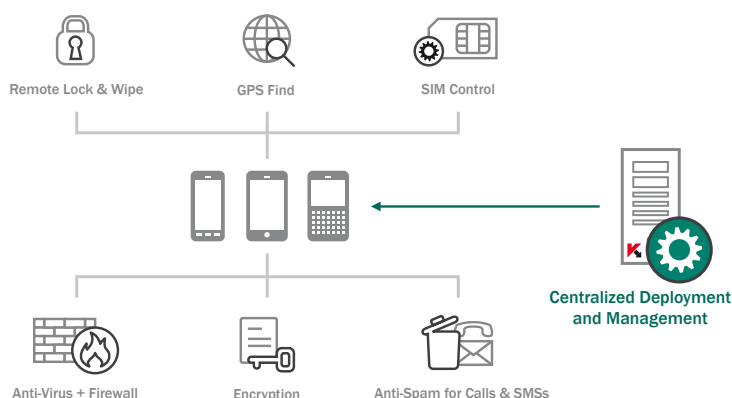 Remote Lock & Wipe
GPS Find
SIM Control
Centralized Deployment
and Management
Anti-Virus + Firewall
Encryption
Anti-Spam for Calls & SMSs